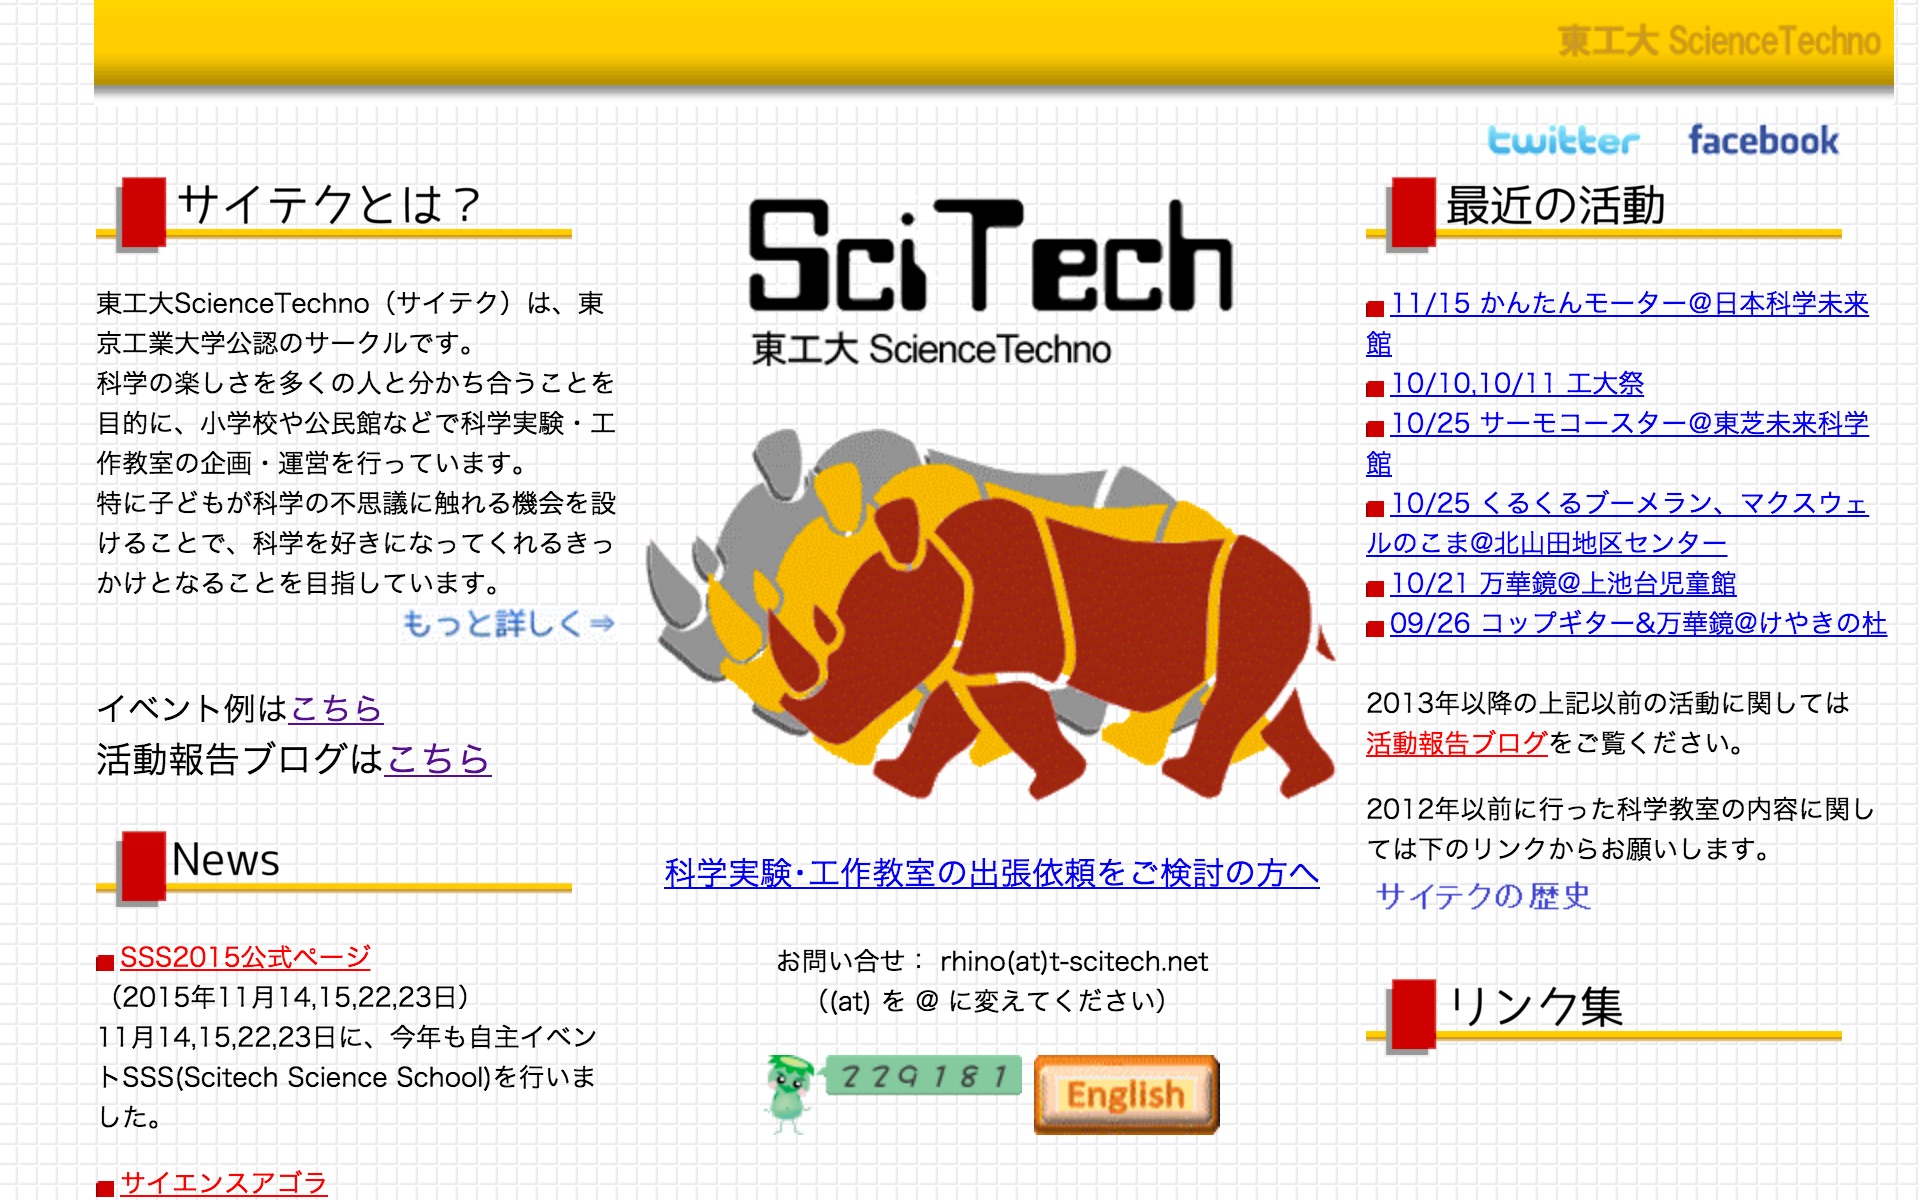 東工大 ScienceTechno
twitter
facebook
サイテクとは？
東工大ScienceTechno（サイテク）は、東
京工業大学公認のサークルです。
科学の楽しさを多くの人と分かち合うことを
目的に、小学校や公民館などで科学実験・工
作教室の企画・運営を行っています。
特に子どもが科学の不思議に触れる機会を設
けることで、科学を好きになってくれるきっ
かけとなることを目指しています。
もっと詳しく⇒
イベント例はこちら
活動報告ブログはこちら
News
SSS2015公式ページ
（2015年11月14,15,22,23日）
11月14,15,22,23日に、今年も自主イベン
トSSS(Scitech Science School)を行いま
した。
サイエンスアゴラ
SciTech
東工大 ScienceTechno
科学実験･工作教室の出張依頼をご検討の方へ
お問い合せ： rhino(at)t-scitech.net
（(at) を @ に変えてください）
229181
English
最近の活動
11/15 かんたんモーター@日本科学未来
館
10/10,10/11 工大祭
10/25 サーモコースター@東芝未来科学
館
10/25 くるくるブーメラン、マクスウェ
ルのこま@北山田地区センター
10/21 万華鏡@上池台児童館
09/26 コップギター&万華鏡@けやきの杜
2013年以降の上記以前の活動に関しては
活動報告ブログをご覧ください。
2012年以前に行った科学教室の内容に関し
ては下のリンクからお願いします。
サイテクの歴史
リンク集